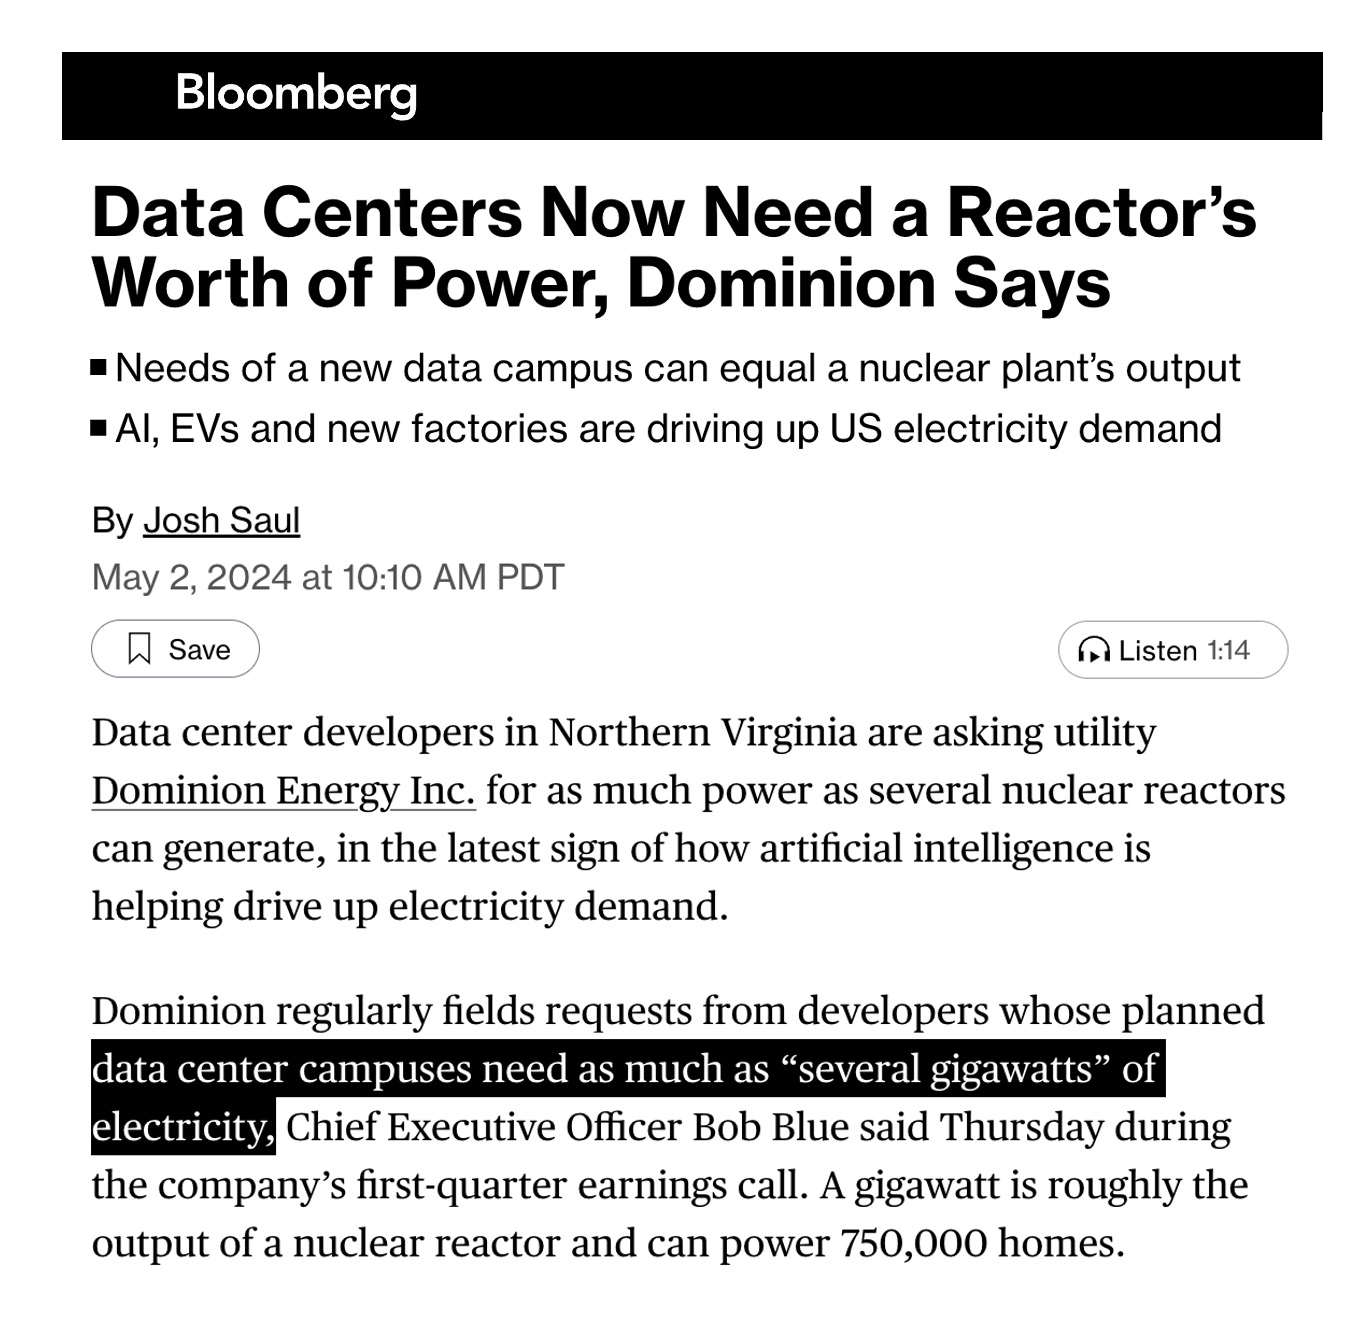 Bloomberg
Data Centers Now Need a Reactor’s
Worth of Power, Dominion Says
■ Needs of a new data campus can equal a nuclear plant’s output
■ AI, EVs and new factories are driving up US electricity demand
By Josh Saul
May 2, 2024 at 10:10 AM PDT
Save
Listen 1:14
Data center developers in Northern Virginia are asking utility
Dominion Energy Inc. for as much power as several nuclear reactors
can generate, in the latest sign of how artificial intelligence is
helping drive up electricity demand.
Dominion regularly fields requests from developers whose planned
data center campuses need as much as “several gigawatts” of
electricity, Chief Executive Officer Bob Blue said Thursday during
the company’s first-quarter earnings call. A gigawatt is roughly the
output of a nuclear reactor and can power 750,000 homes.